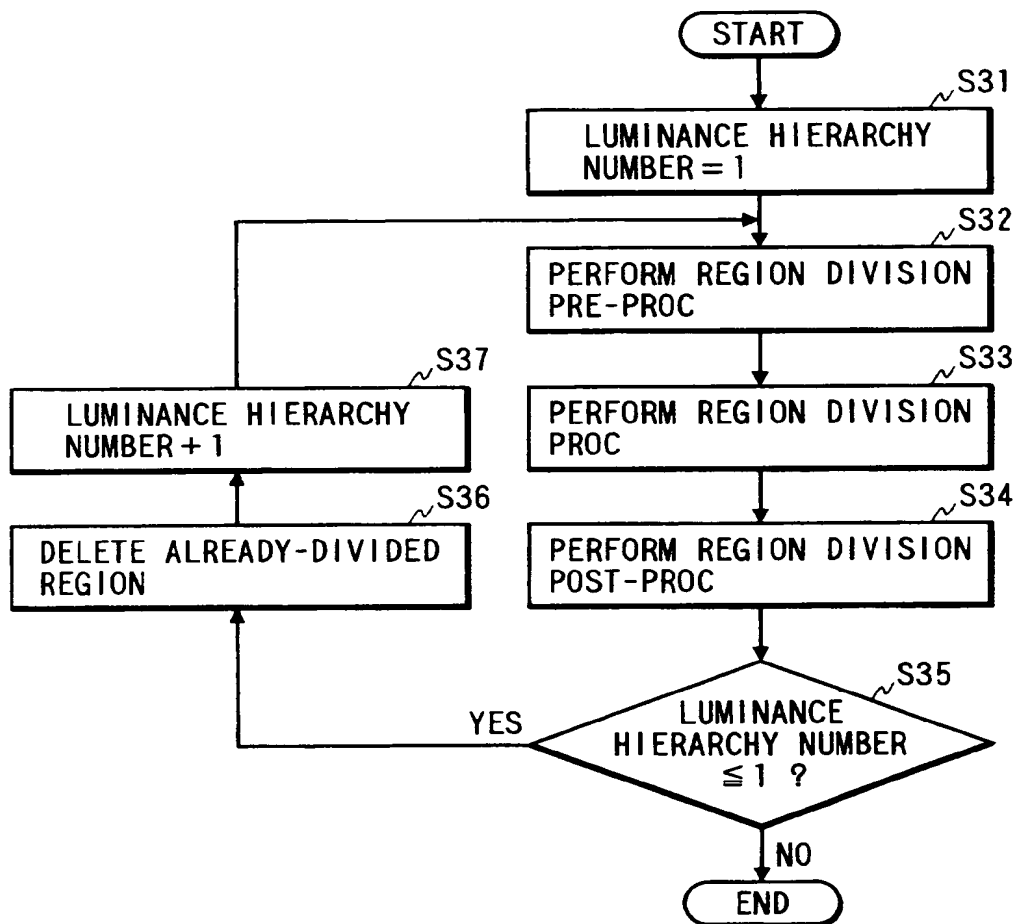 START
S31
LUMINANCE HIERARCHY
NUMBER=1
S32
PERFORM REGION DIVISION
PRE-PROC
S33
PERFORM REGION DIVISION
PROC
S34
PERFORM REGION DIVISION
POST-PROC
S35
LUMINANCE
HIERARCHY NUMBER
≦1 ?
YES
S36
DELETE ALREADY-DIVIDED
REGION
S37
LUMINANCE HIERARCHY
NUMBER+1
NO
END